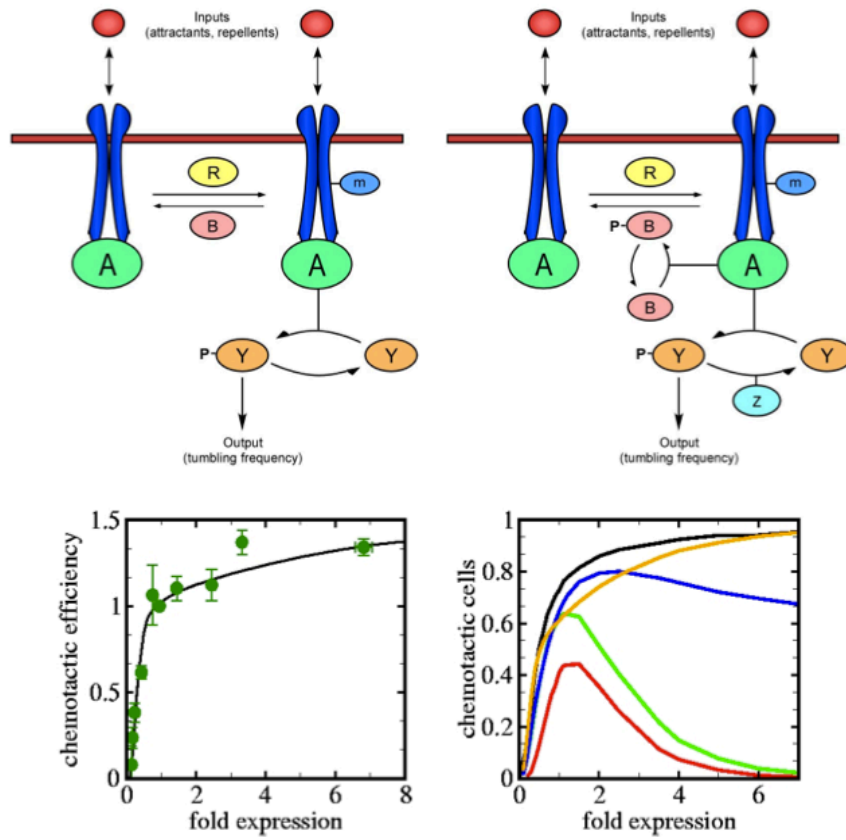 Inputs
(attractants, repellents)
Inputs
(attractants, repellents)
R
m
B
A
A
P
Y
Y
Output
(tumbling frequency)
R
m
P
B
A
A
B
P
Y
Y
Z
Output
(tumbling frequency)
1.5
1
0.5
0
0
2
4
6
8
chemotactic efficiency
fold expression
1
0.8
0.6
0.4
0.2
0
0
2
4
6
chemotactic cells
fold expression